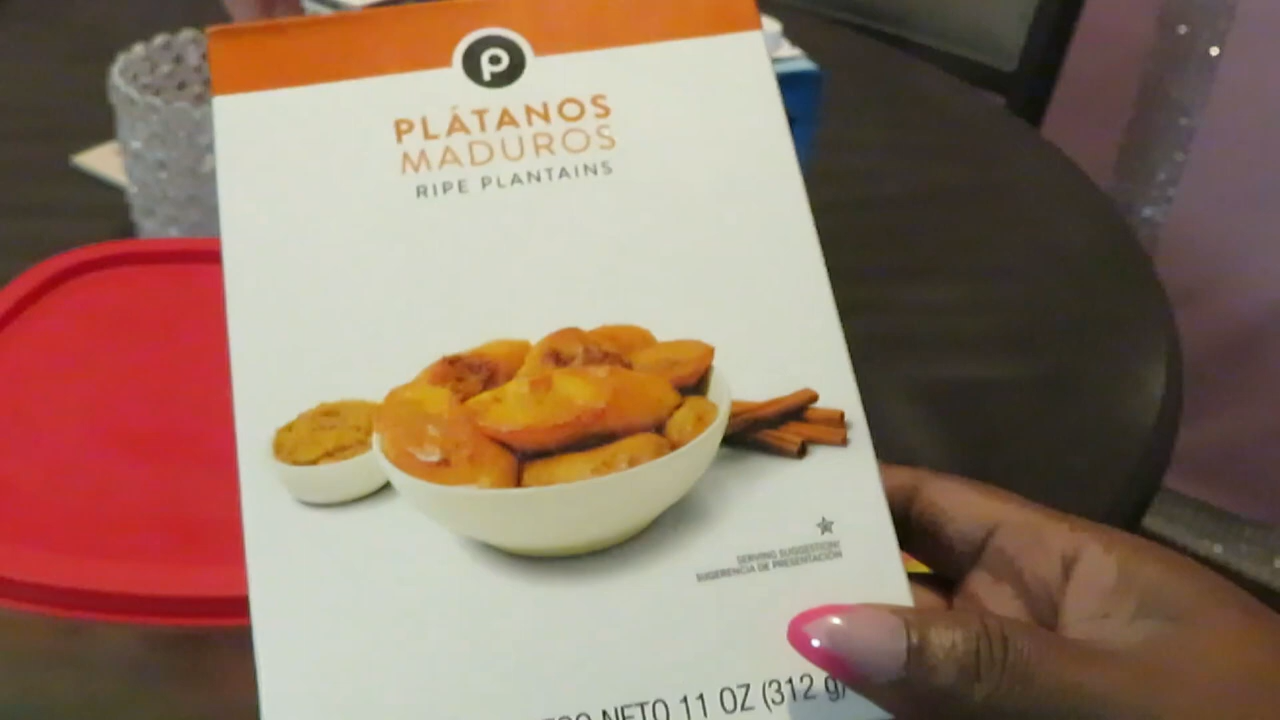 P
PLÁTANOS
MADUROS
RIPE PLANTAINS
SERVING SUGGESTION/
SUGERENCIA DE PRESENTACIÓN
NETO 11 OZ (312 g)